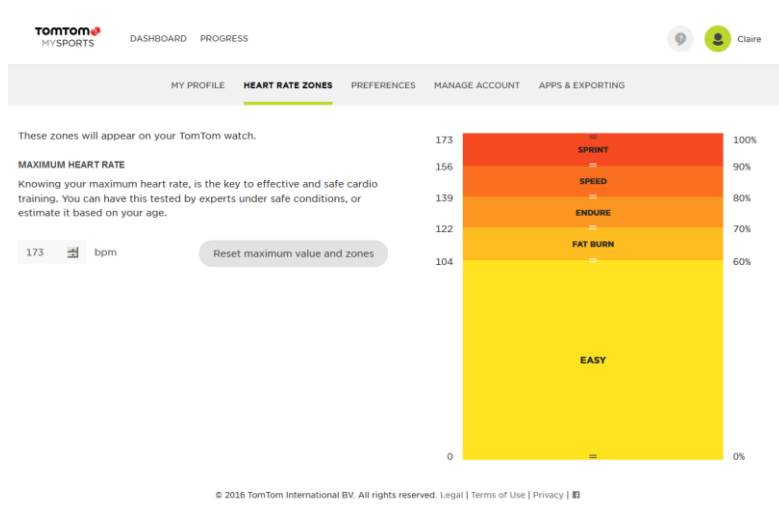 TOMTOM
MYSPORTS
DASHBOARD PROGRESS
?
Claire
MY PROFILE HEART RATE ZONES PREFERENCES MANAGE ACCOUNT APPS & EXPORTING
These zones will appear on your TomTom watch.
MAXIMUM HEART RATE
Knowing your maximum heart rate, is the key to effective and safe cardio
training. You can have this tested by experts under safe conditions, or
estimate it based on your age.
173 bpm Reset maximum value and zones
173 100%
SPRINT
156 90%
SPEED
139 80%
ENDURE
122 70%
FAT BURN
104 60%
EASY
0 0%
© 2016 TomTom International BV. All rights reserved. Legal | Terms of Use | Privacy |